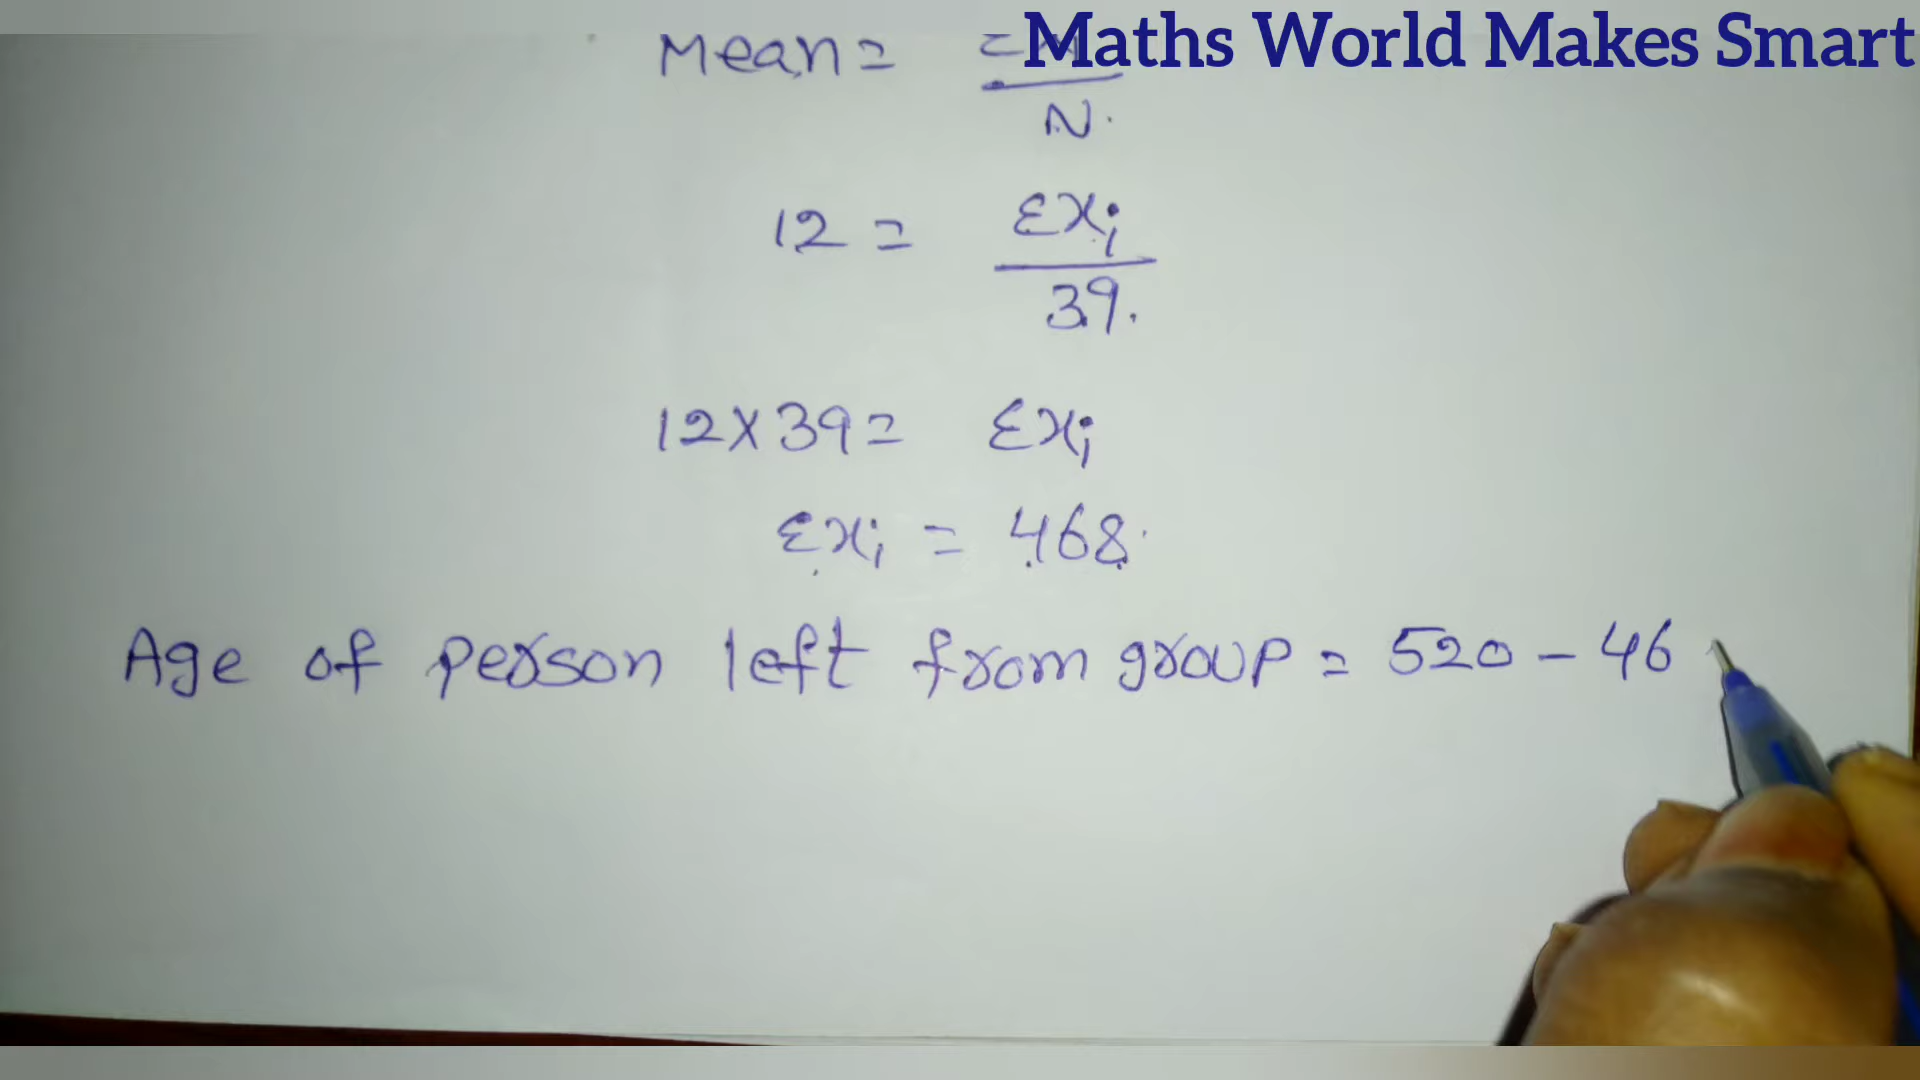 Maths World Makes Smart
Mean =
N.
12 = Σxi
39.
12 x 39 = Σxi
Σxi = 468.
Age of person left from group = 520 - 46